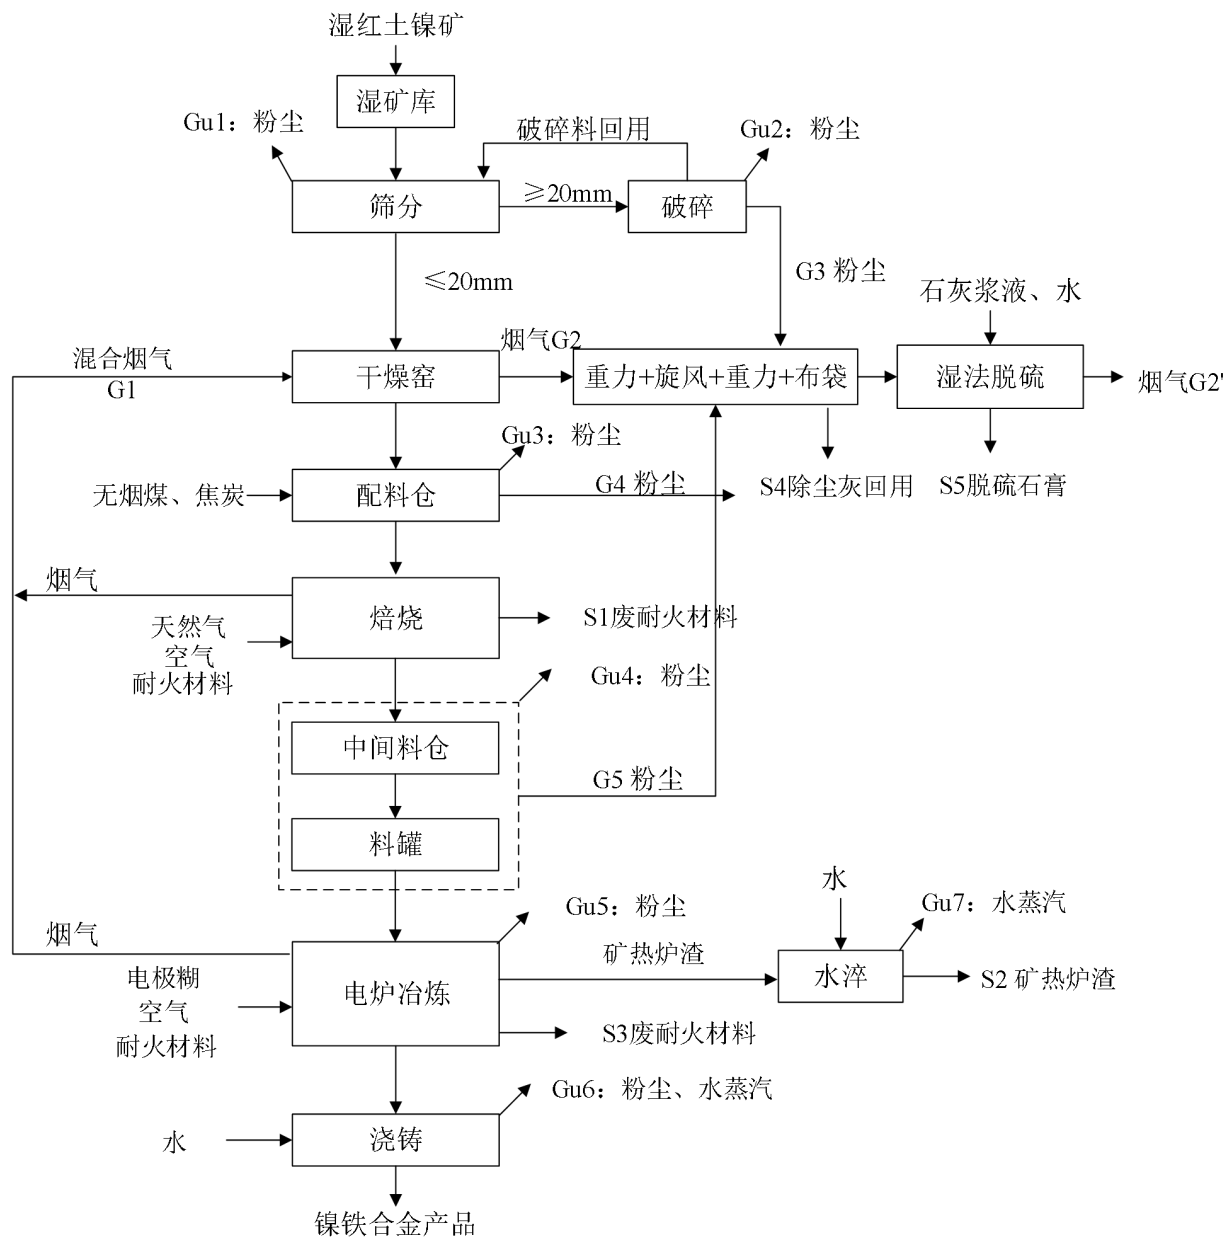 湿红土镍矿
湿矿库
Gu1：粉尘
破碎料回用
Gu2：粉尘
筛分
≥20mm
破碎
≤20mm
G3 粉尘
石灰浆液、水
混合烟气
G1
干燥窑
烟气G2
重力+旋风+重力+布袋
湿法脱硫
烟气G2'
Gu3：粉尘
无烟煤、焦炭
配料仓
G4 粉尘
S4除尘灰回用
S5脱硫石膏
烟气
焙烧
S1废耐火材料
天然气
空气
耐火材料
Gu4：粉尘
中间料仓
G5 粉尘
料罐
水
Gu5：粉尘
Gu7：水蒸汽
烟气
矿热炉渣
电炉冶炼
水淬
S2 矿热炉渣
电极糊
空气
耐火材料
S3废耐火材料
Gu6：粉尘、水蒸汽
水
浇铸
镍铁合金产品